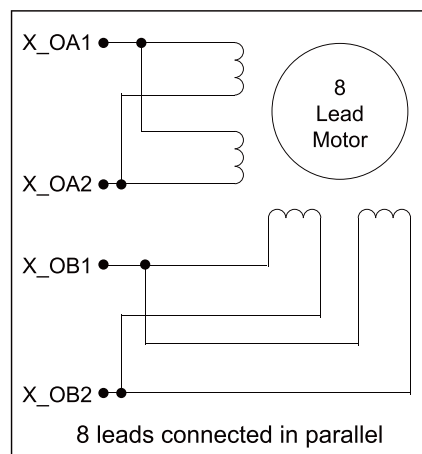 X_OA1
8
Lead
Motor
X_OA2
X_OB1
X_OB2
8 leads connected in parallel